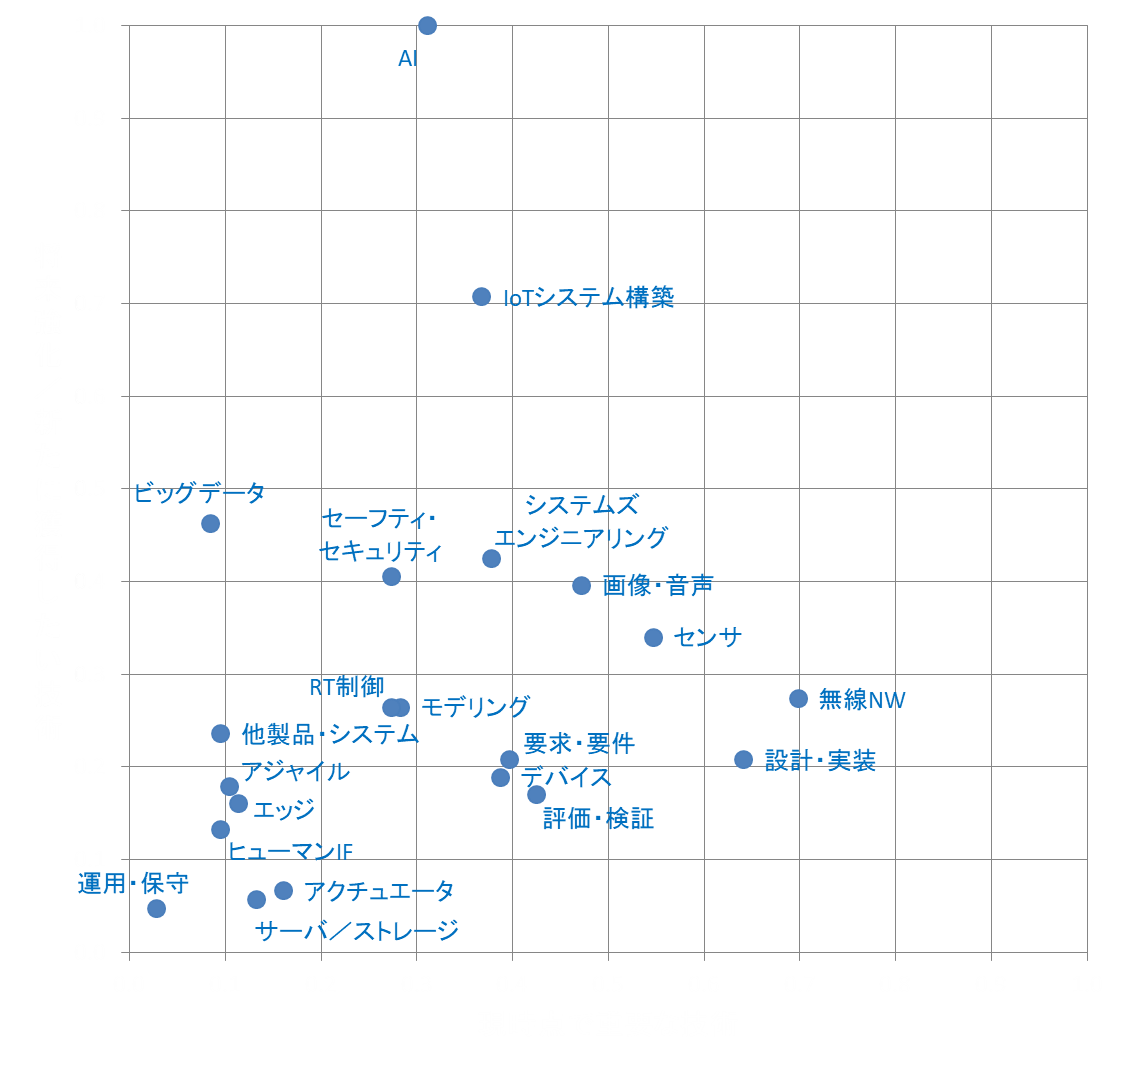 AI
IoTシステム構築
ビッグデータ
システムズ
エンジニアリング
セーフティ・
セキュリティ
画像・音声
センサ
RT制御
モデリング
無線NW
他製品・システム
要求・要件
設計・実装
アジャイル
デバイス
エッジ
評価・検証
ヒューマンIF
運用・保守
アクチュエータ
サーバ／ストレージ